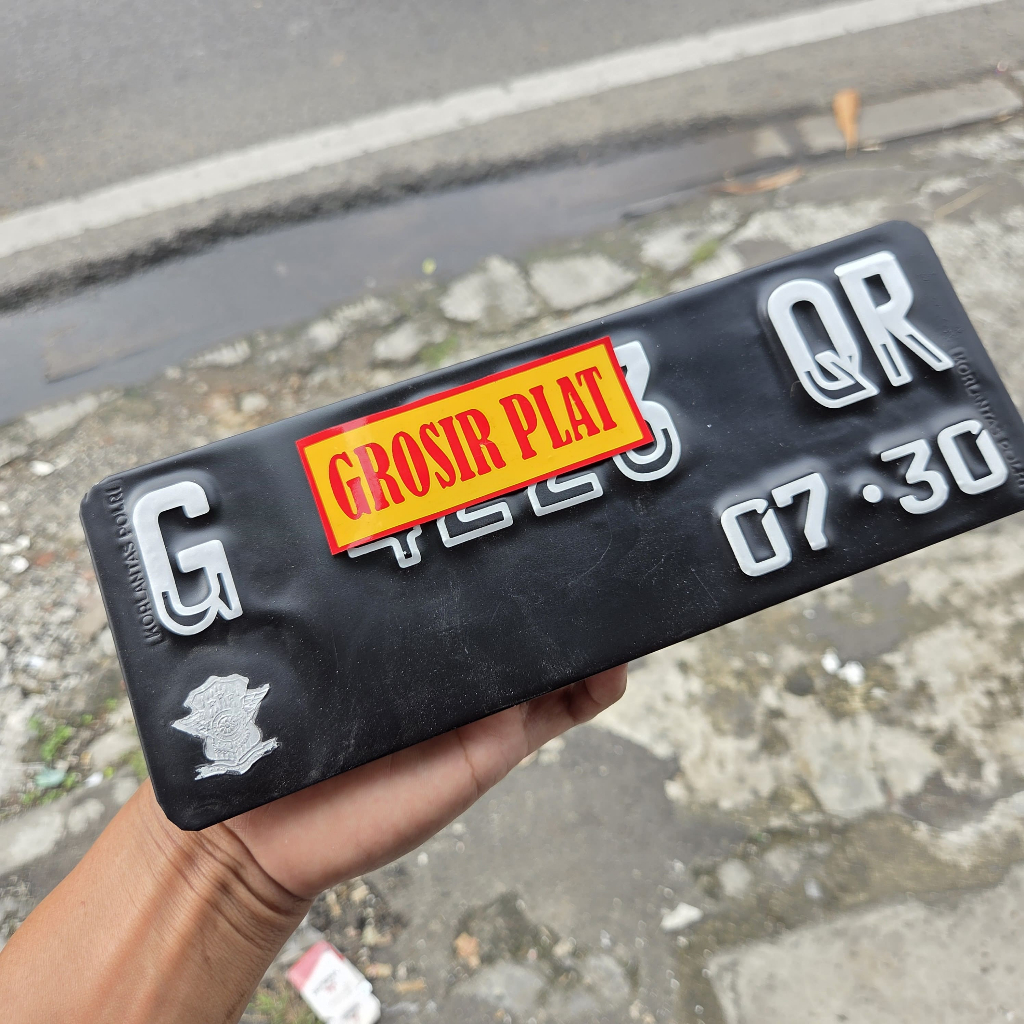 G QR
GROSIR PLAT
07·30
KORLANTAS POLRI
KORLANTAS POLRI